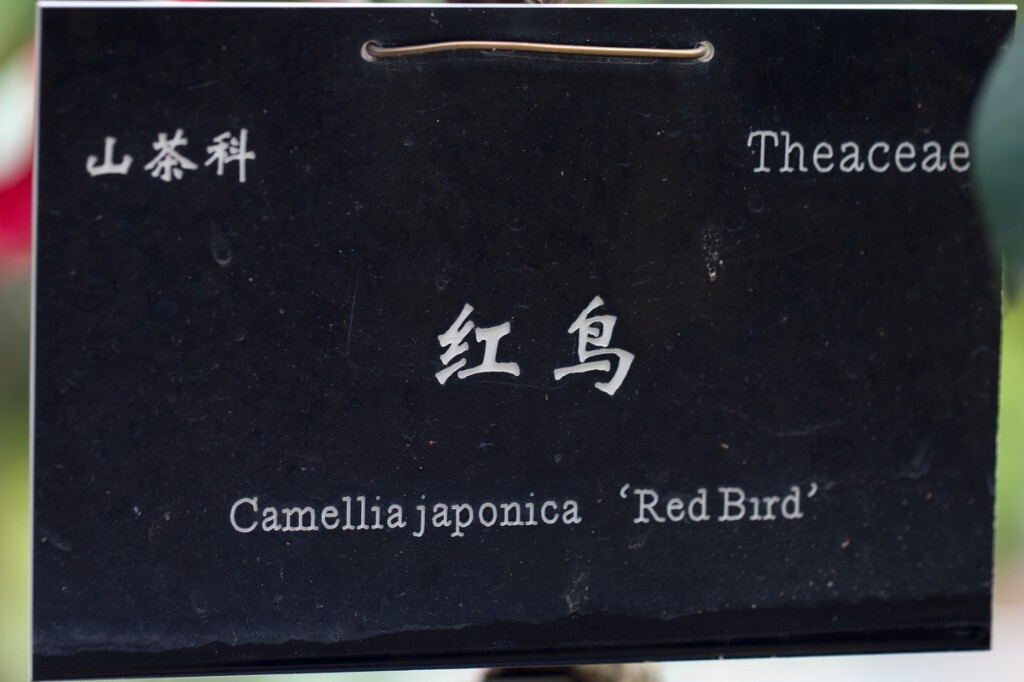 山茶科 Theaceae
红鸟
Camellia japonica ‘Red Bird’